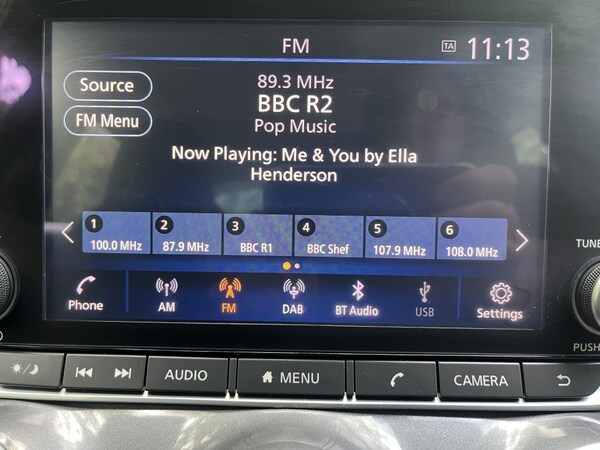 FM
TA 11:13
Source
FM Menu
89.3 MHz
BBC R2
Pop Music
Now Playing: Me & You by Ella
Henderson
1 2 3 4 5 6
100.0 MHz 87.9 MHz BBC R1 BBC Shef 107.9 MHz 108.0 MHz
Phone AM FM DAB BT Audio USB Settings
TUNE
PUSH
AUDIO MENU CAMERA